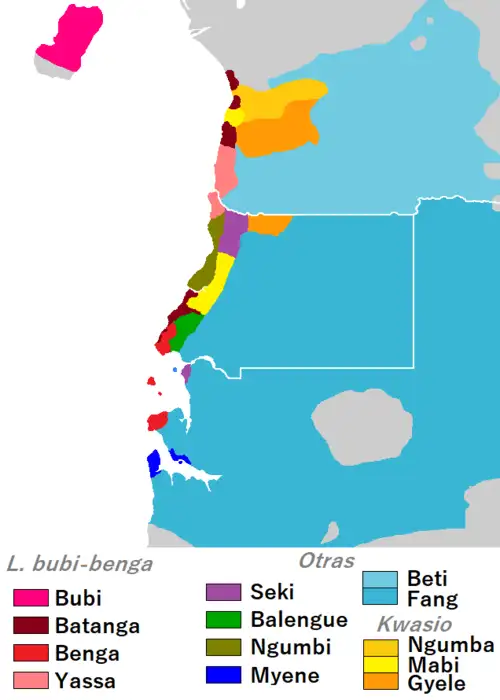 L. bubi-benga
Bubi
Batanga
Benga
Yassa
Otras
Seki
Balengue
Ngumbi
Myene
Beti
Fang
Kwasio
Ngumba
Mabi
Gyele